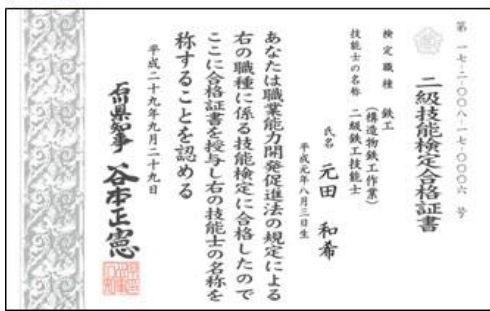 第 一七-二-〇〇八-一七-〇〇〇六 号
二級技能検定合格証書
検定職種 鉄工
(構造物鉄工作業)
技能士の名称 二級鉄工技能士
氏名 元田 和希
平成元年八月三日生
あなたは職業能力開発促進法の規定による
右の職種に係る技能検定に合格したので
ここに合格証書を授与し右の技能士の名称を
称することを認める
平成二十九年九月二十九日
石川県知事 谷本正憲